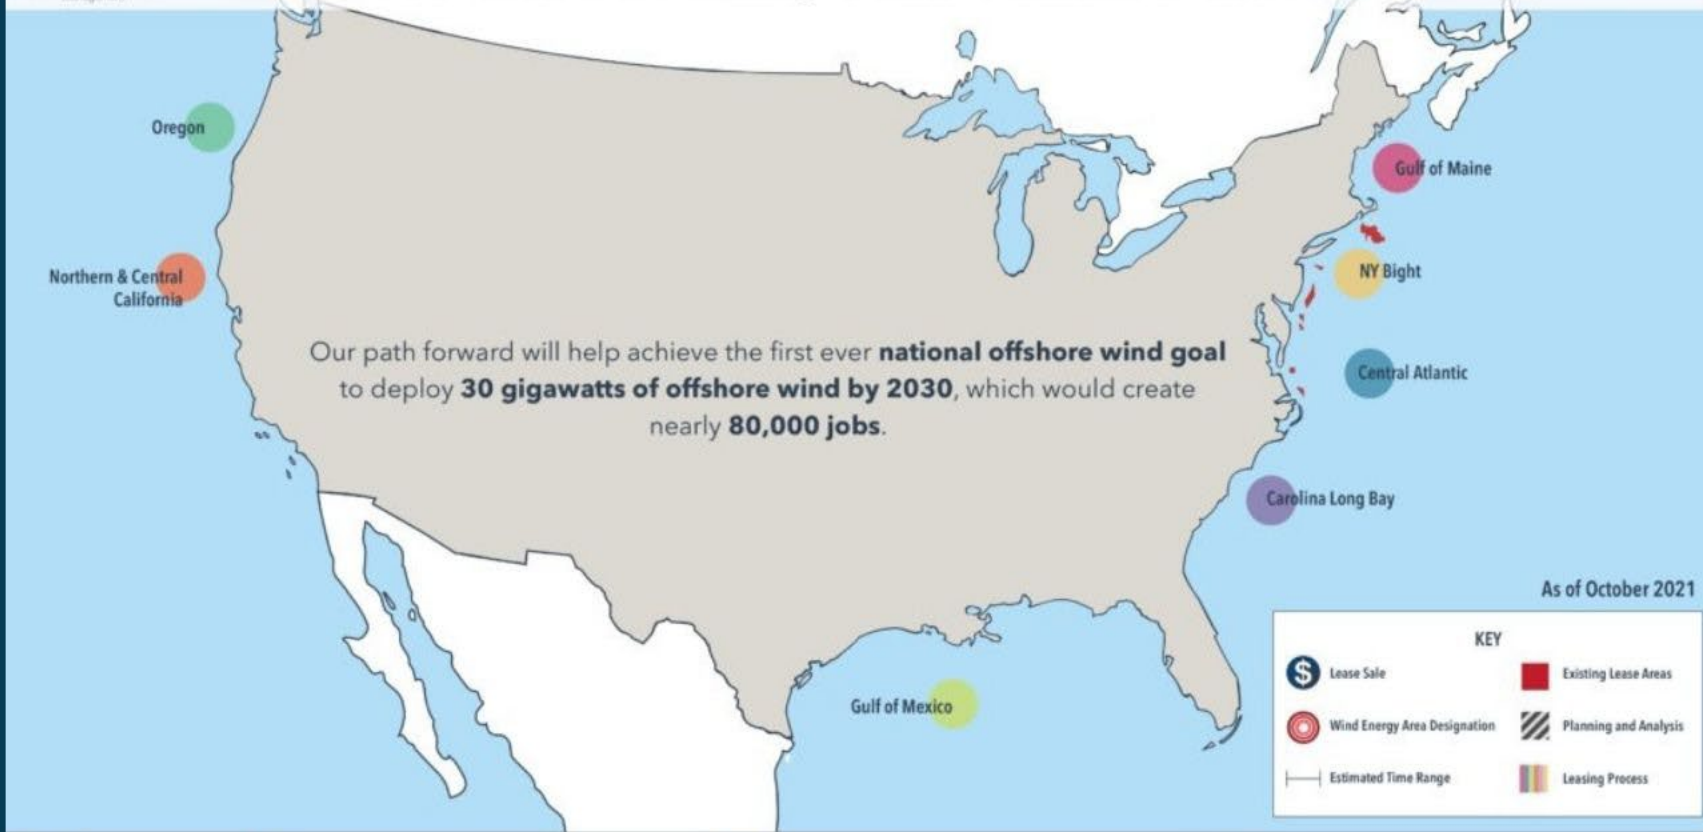 Oregon
Gulf of Maine
Northern & Central
California
NY Bight
Our path forward will help achieve the first ever national offshore wind goal
to deploy 30 gigawatts of offshore wind by 2030, which would create
nearly 80,000 jobs.
Central Atlantic
Carolina Long Bay
Gulf of Mexico
As of October 2021
KEY
$ Lease Sale
Existing Lease Areas
Wind Energy Area Designation
Planning and Analysis
Estimated Time Range
Leasing Process